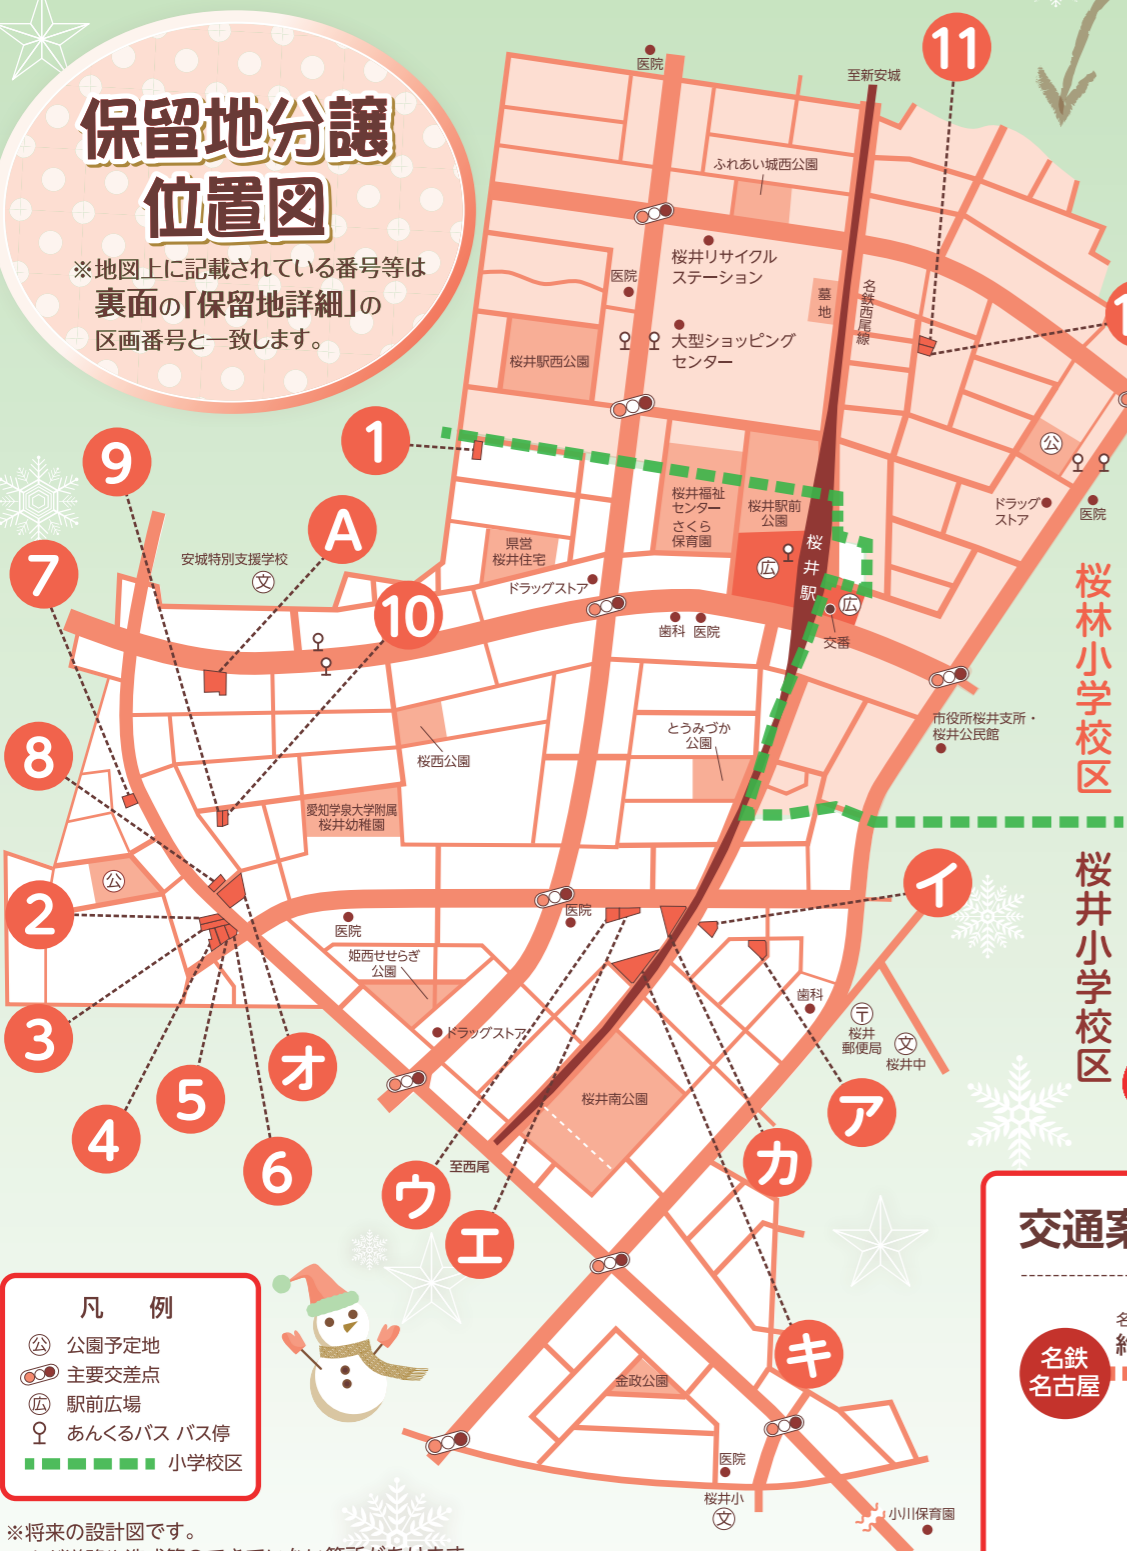 保留地分譲
位置図
※地図上に記載されている番号等は
裏面の「保留地詳細」の
区画番号と一致します。
医院
至新安城
11
ふれあい城西公園
桜井リサイクル
ステーション
医院
墓地
名鉄西尾線
大型ショッピング
センター
桜井駅西公園
1
9
公
A
桜井福祉
センター
さくら
保育園
桜井駅前
公園
ドラッグ
ストア
医院
県営
桜井住宅
桜井駅
広
安城特別支援学校
文
7
ドラッグストア
10
広
歯科
医院
交番
桜林小学校区
市役所桜井支所・
桜井公民館
とうみづか
公園
8
桜西公園
愛知学泉大学附属
桜井幼稚園
公
桜井小学校区
イ
2
医院
医院
姫西せせらぎ
公園
歯科
3
ドラッグストア
〒
桜井
郵便局
文
桜井中
オ
5
桜井南公園
ア
4
6
至西尾
カ
ウ
エ
交通案
凡 例
公 公園予定地
主要交差点
広 駅前広場
あんくるバス バス停
小学校区
キ
名鉄
名古屋
金政公園
医院
桜井小
文
小川保育園
※将来の設計図です。